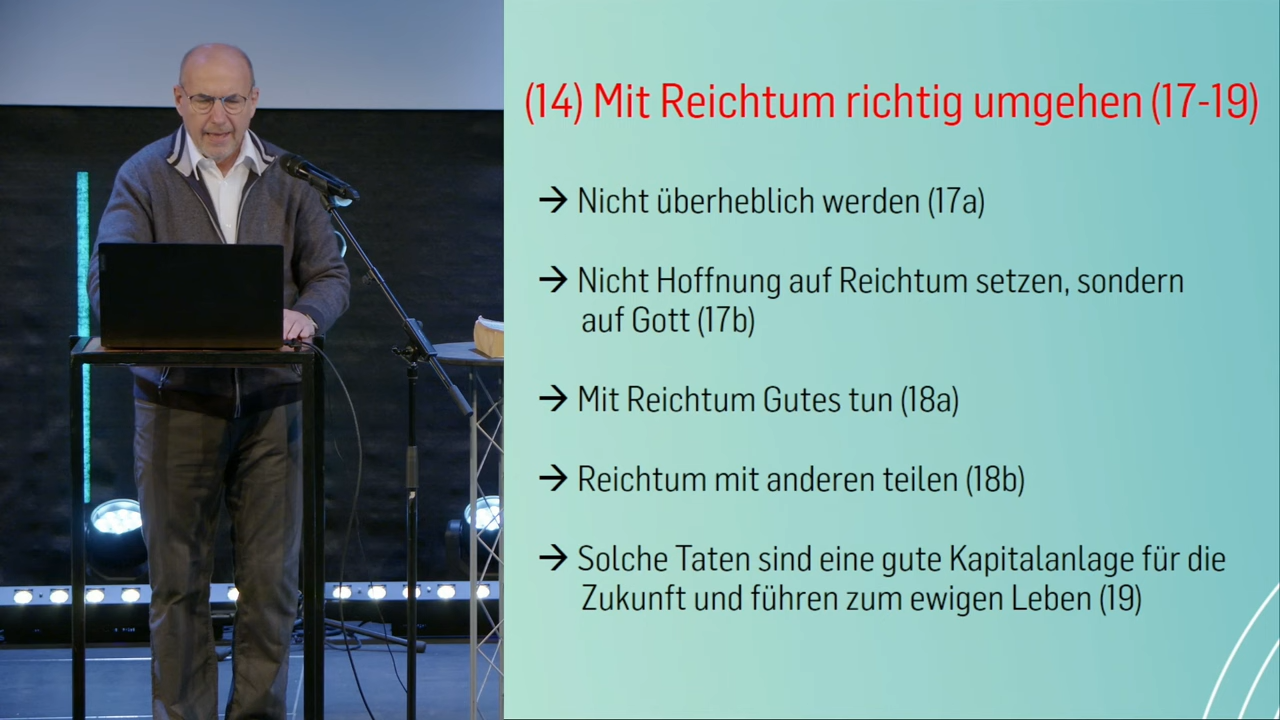 (14) Mit Reichtum richtig umgehen (17-19)
→ Nicht überheblich werden (17a)
→ Nicht Hoffnung auf Reichtum setzen, sondern
auf Gott (17b)
→ Mit Reichtum Gutes tun (18a)
→ Reichtum mit anderen teilen (18b)
→ Solche Taten sind eine gute Kapitalanlage für die
Zukunft und führen zum ewigen Leben (19)